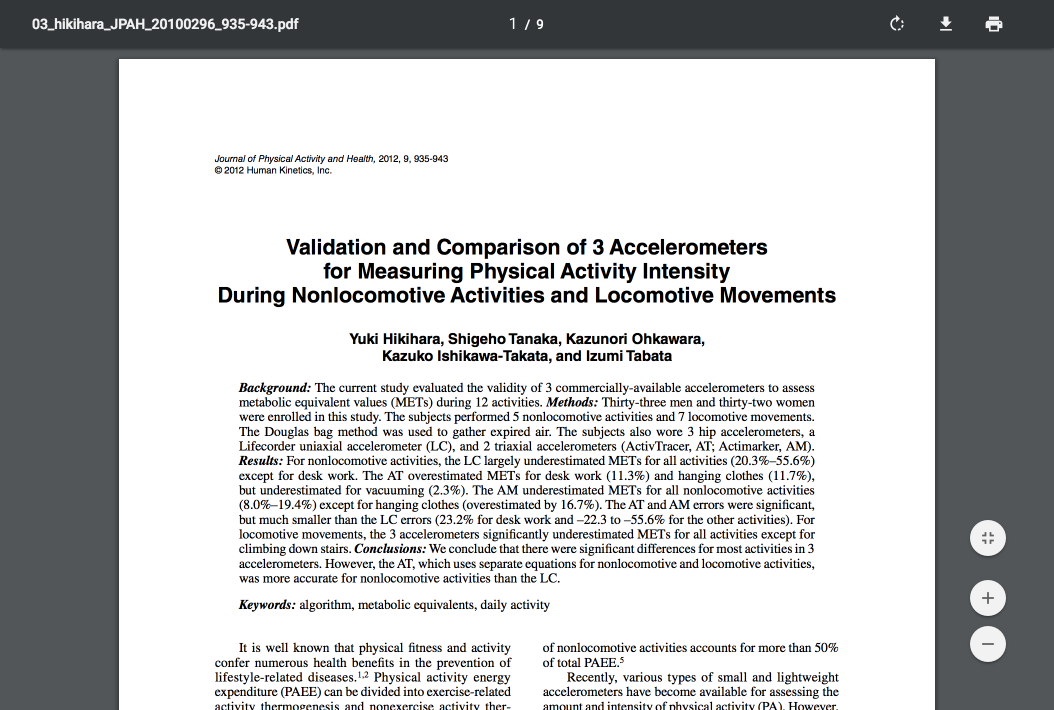 03_hikihara_JPAH_20100296_935-943.pdf
1 / 9
Journal of Physical Activity and Health, 2012, 9, 935-943
© 2012 Human Kinetics, Inc.
Validation and Comparison of 3 Accelerometers
for Measuring Physical Activity Intensity
During Nonlocomotive Activities and Locomotive Movements
Yuki Hikihara, Shigeho Tanaka, Kazunori Ohkawara,
Kazuko Ishikawa-Takata, and Izumi Tabata
Background: The current study evaluated the validity of 3 commercially-available accelerometers to assess
metabolic equivalent values (METs) during 12 activities. Methods: Thirty-three men and thirty-two women
were enrolled in this study. The subjects performed 5 nonlocomotive activities and 7 locomotive movements.
The Douglas bag method was used to gather expired air. The subjects also wore 3 hip accelerometers, a
Lifecorder uniaxial accelerometer (LC), and 2 triaxial accelerometers (ActivTracer, AT; Actimarker, AM).
Results: For nonlocomotive activities, the LC largely underestimated METs for all activities (20.3%–55.6%)
except for desk work. The AT overestimated METs for desk work (11.3%) and hanging clothes (11.7%),
but underestimated for vacuuming (2.3%). The AM underestimated METs for all nonlocomotive activities
(8.0%–19.4%) except for hanging clothes (overestimated by 16.7%). The AT and AM errors were significant,
but much smaller than the LC errors (23.2% for desk work and –22.3 to –55.6% for the other activities). For
locomotive movements, the 3 accelerometers significantly underestimated METs for all activities except for
climbing down stairs. Conclusions: We conclude that there were significant differences for most activities in 3
accelerometers. However, the AT, which uses separate equations for nonlocomotive and locomotive activities,
was more accurate for nonlocomotive activities than the LC.
Keywords: algorithm, metabolic equivalents, daily activity
It is well known that physical fitness and activity
confer numerous health benefits in the prevention of
lifestyle-related diseases.1,2 Physical activity energy
expenditure (PAEE) can be divided into exercise-related
activity thermogenesis and nonexercise activity ther-
of nonlocomotive activities accounts for more than 50%
of total PAEE.5
Recently, various types of small and lightweight
accelerometers have become available for assessing the
amount and intensity of physical activity (PA). However,